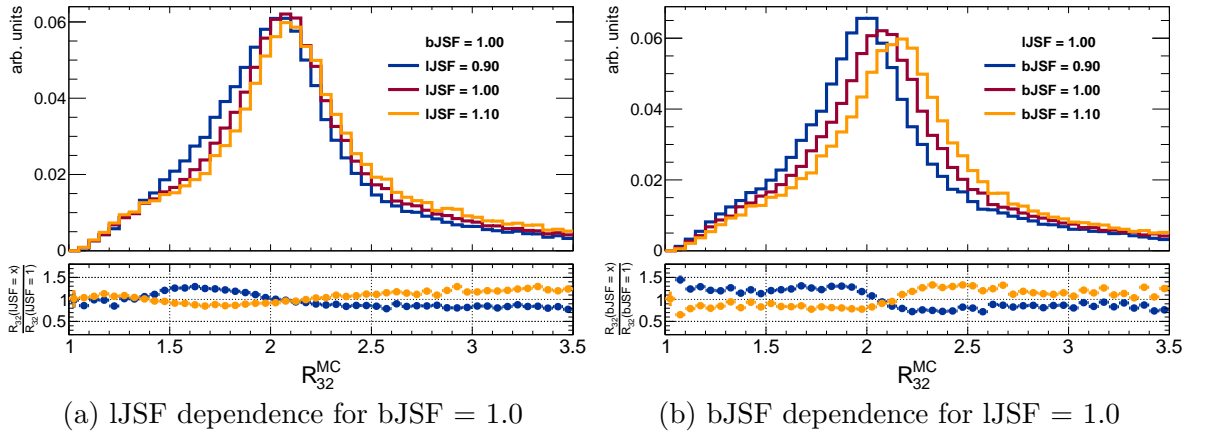 arb. units
0.06
0.04
0.02
0
bJSF = 1.00
lJSF = 0.90
lJSF = 1.00
lJSF = 1.10
R32(lJSF = x)
R32(lJSF = 1)
1.5
1
0.5
1 1.5 2 2.5 3 3.5
R32^MC
(a) lJSF dependence for bJSF = 1.0
arb. units
0.06
0.04
0.02
0
lJSF = 1.00
bJSF = 0.90
bJSF = 1.00
bJSF = 1.10
R32(bJSF = x)
R32(bJSF = 1)
1.5
1
0.5
1 1.5 2 2.5 3 3.5
R32^MC
(b) bJSF dependence for lJSF = 1.0